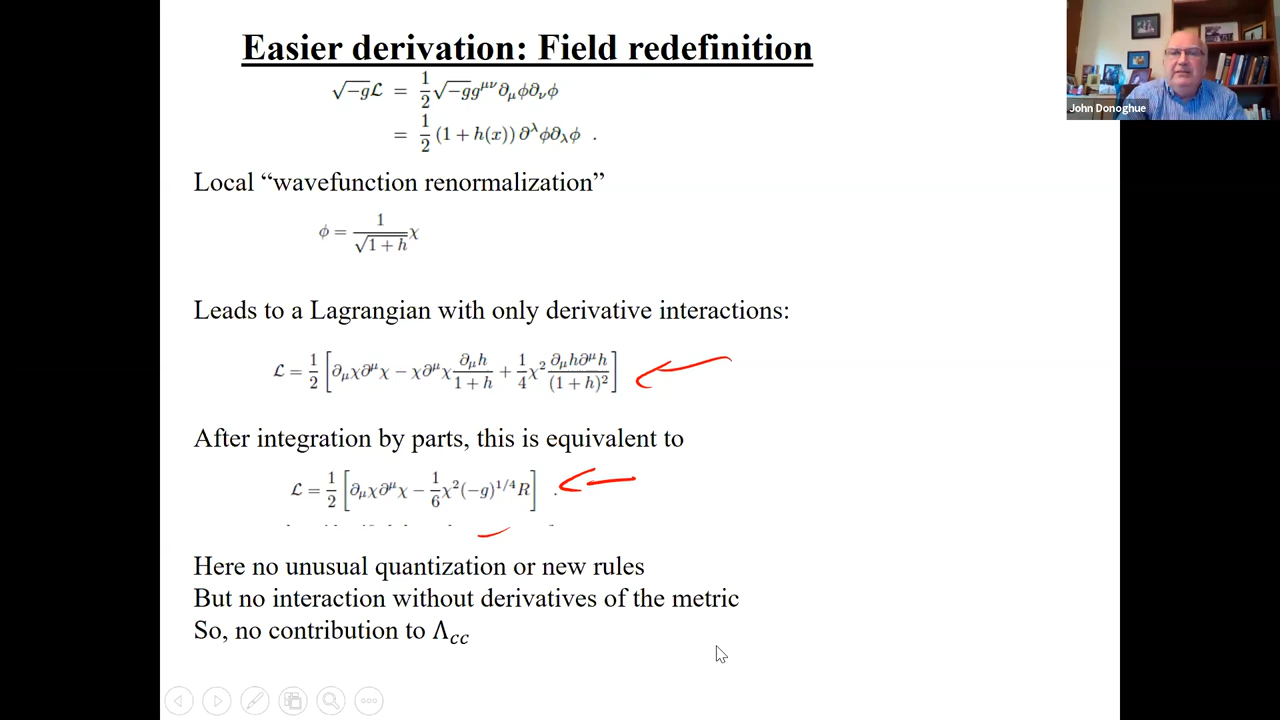 Easier derivation: Field redefinition
√−gℒ = 1/2 √−g g^{μν} ∂_μϕ∂_νϕ
= 1/2 (1 + h(x)) ∂^λϕ∂_λϕ .
Local “wavefunction renormalization”
ϕ = 1/√(1 + h) χ
Leads to a Lagrangian with only derivative interactions:
ℒ = 1/2 [∂_μχ∂^μχ − χ∂^μχ ∂_μh/(1 + h) + 1/4 χ² ∂_μh∂^μh/(1 + h)²]
After integration by parts, this is equivalent to
ℒ = 1/2 [∂_μχ∂^μχ − 1/6 χ²(−g)^{1/4}R] .
Here no unusual quantization or new rules
But no interaction without derivatives of the metric
So, no contribution to Λ_{cc}
John Donoghue